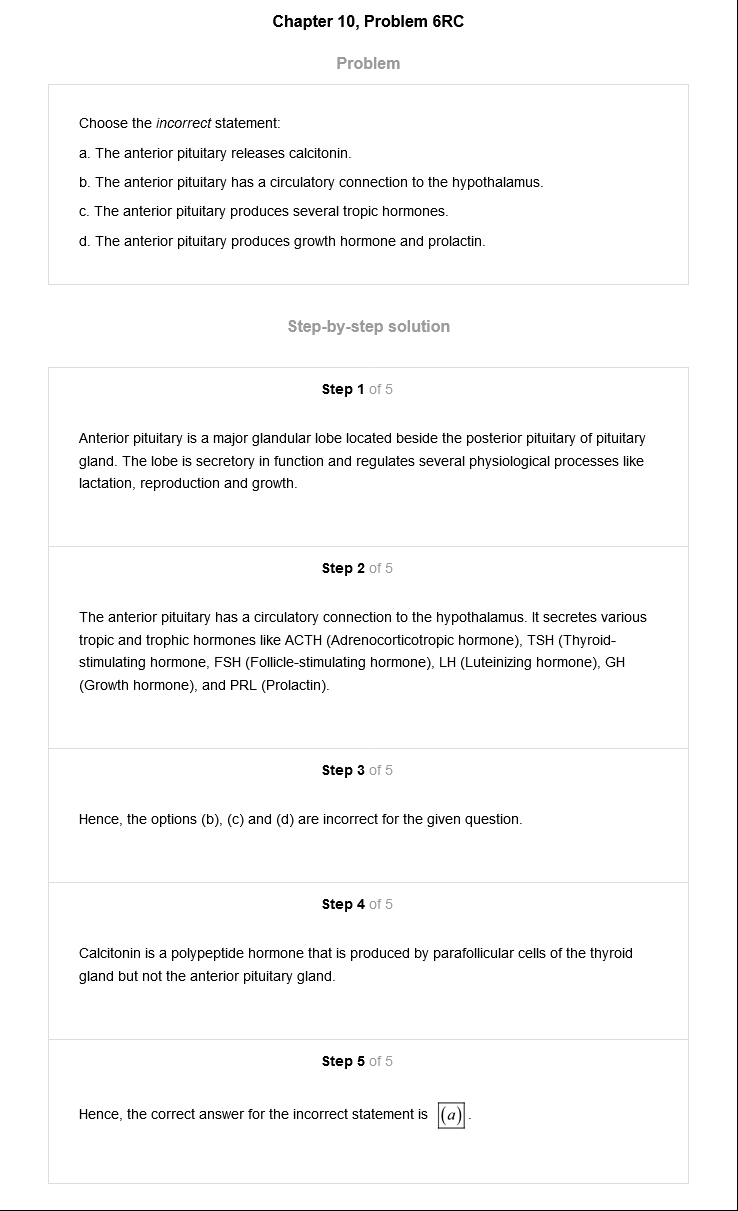 Chapter 10, Problem 6RC
Problem
Choose the incorrect statement:
a. The anterior pituitary releases calcitonin.
b. The anterior pituitary has a circulatory connection to the hypothalamus.
c. The anterior pituitary produces several tropic hormones.
d. The anterior pituitary produces growth hormone and prolactin.
Step-by-step solution
Step 1 of 5
Anterior pituitary is a major glandular lobe located beside the posterior pituitary of pituitary
gland. The lobe is secretory in function and regulates several physiological processes like
lactation, reproduction and growth.
Step 2 of 5
The anterior pituitary has a circulatory connection to the hypothalamus. It secretes various
tropic and trophic hormones like ACTH (Adrenocorticotropic hormone), TSH (Thyroid-
stimulating hormone, FSH (Follicle-stimulating hormone), LH (Luteinizing hormone), GH
(Growth hormone), and PRL (Prolactin).
Step 3 of 5
Hence, the options (b), (c) and (d) are incorrect for the given question.
Step 4 of 5
Calcitonin is a polypeptide hormone that is produced by parafollicular cells of the thyroid
gland but not the anterior pituitary gland.
Step 5 of 5
Hence, the correct answer for the incorrect statement is (a).